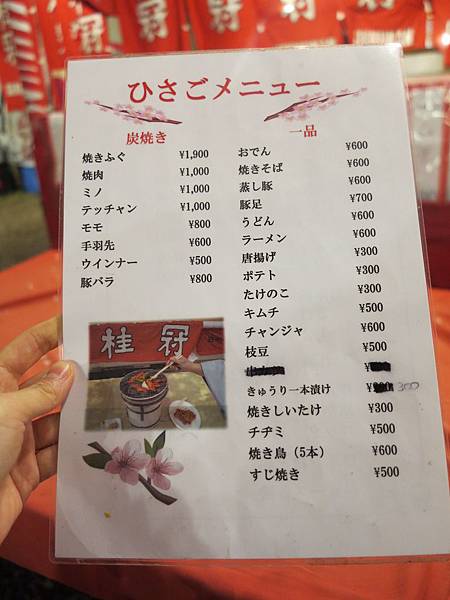 ひさごメニュー
炭焼き
焼きふぐ ¥1,900
焼肉 ¥1,000
ミノ ¥1,000
テッチャン ¥1,000
モモ ¥800
手羽先 ¥600
ウインナー ¥500
豚バラ ¥800
桂冠
一品
おでん ¥600
焼きそば ¥600
蒸し豚 ¥600
豚足 ¥700
うどん ¥600
ラーメン ¥600
唐揚げ ¥300
ポテト ¥300
たけのこ ¥300
キムチ ¥500
チャンジャ ¥600
枝豆 ¥500
きゅうり一本漬け ¥ 300
焼きしいたけ ¥300
チヂミ ¥500
焼き鳥（5本） ¥600
すじ焼き ¥500